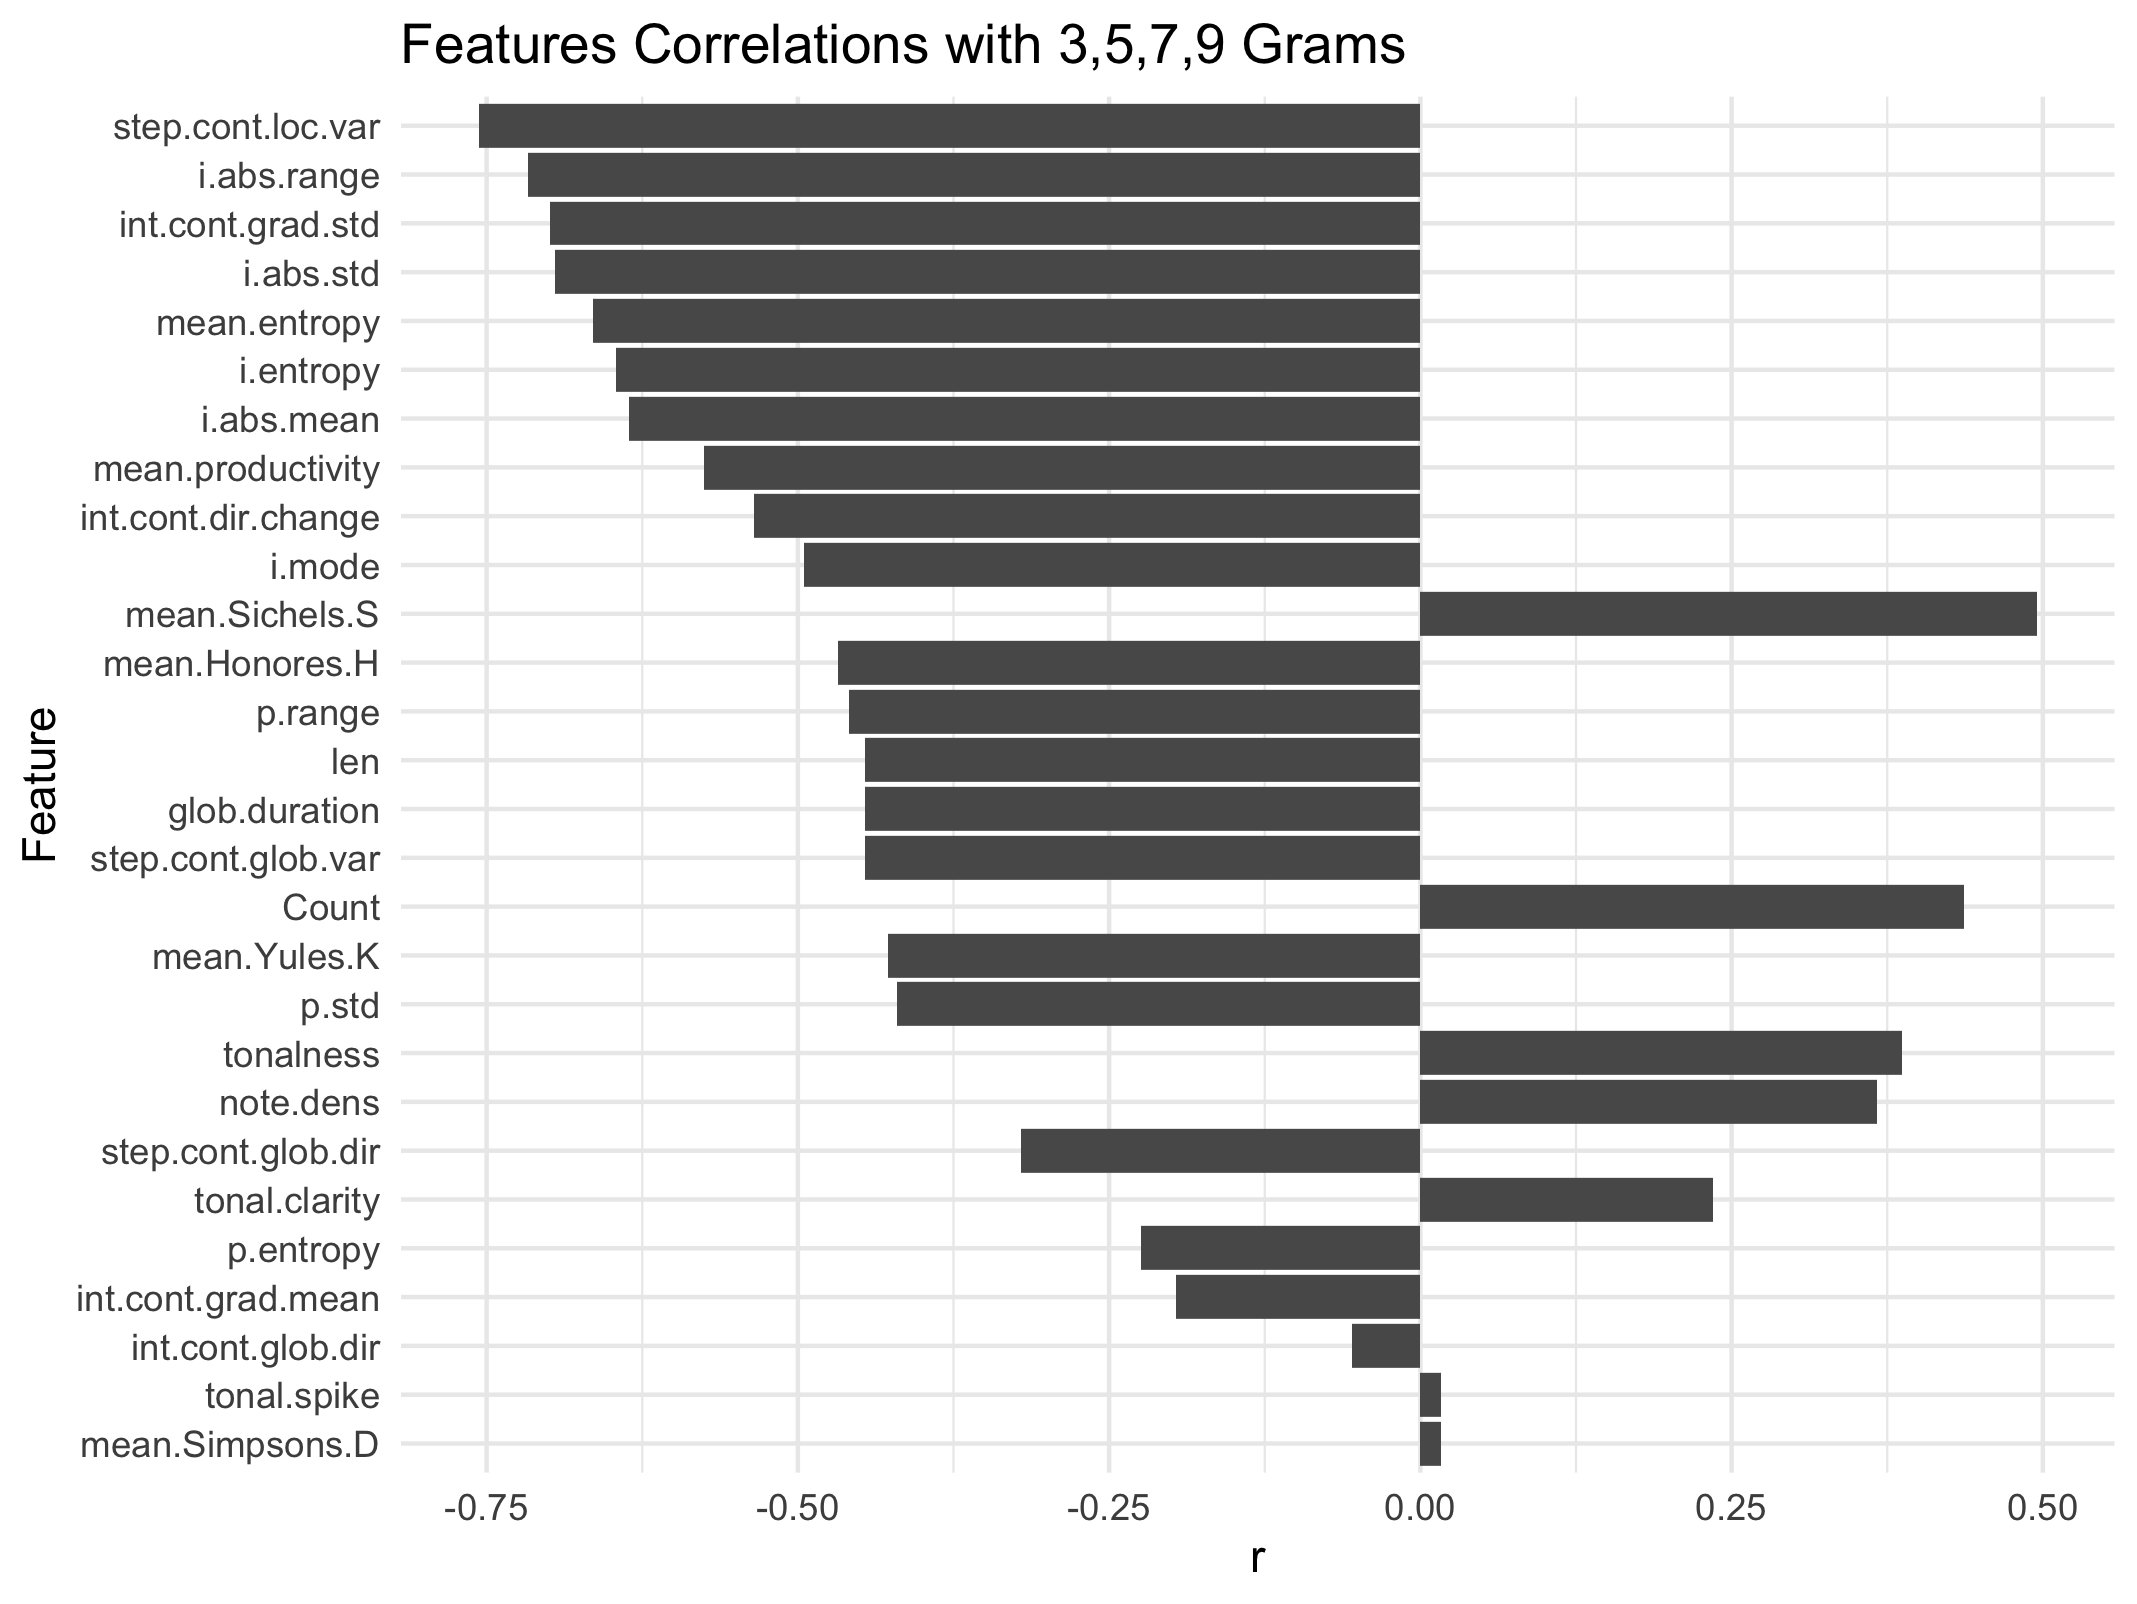 Features Correlations with 3,5,7,9 Grams
step.cont.loc.var
i.abs.range
int.cont.grad.std
i.abs.std
mean.entropy
i.entropy
i.abs.mean
mean.productivity
int.cont.dir.change
i.mode
mean.Sichels.S
mean.Honores.H
p.range
len
glob.duration
step.cont.glob.var
Count
mean.Yules.K
p.std
tonalness
note.dens
step.cont.glob.dir
tonal.clarity
p.entropy
int.cont.grad.mean
int.cont.glob.dir
tonal.spike
mean.Simpsons.D
Feature
-0.75 -0.50 -0.25 0.00 0.25 0.50
r